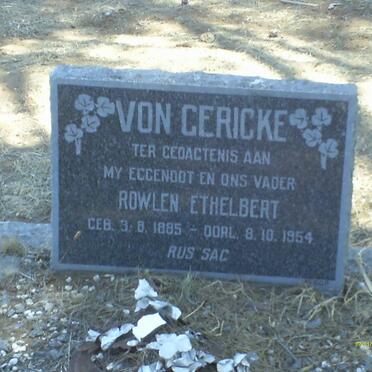 VON GERICKE
TER GEDAGTENIS AAN
MY EGGENOOT EN ONS VADER
ROWLEN ETHELBERT
GEB. 3. 8. 1885 - OORL. 8. 10. 1954
RUS SAG